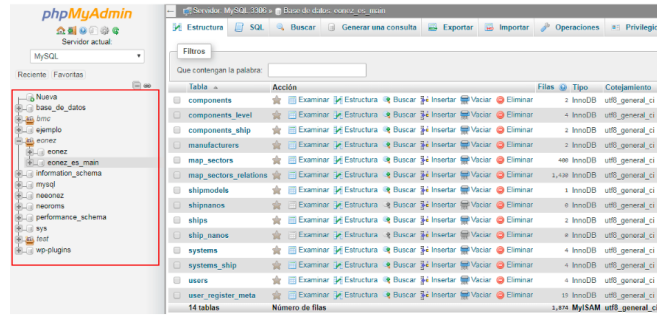 phpMyAdmin
Servidor actual:
MySQL
Reciente Favoritas
Nueva
base_de_datos
bmd
ejemplo
eonez
eonez
eonez_es_main
information_schema
mysql
neeonez
neoroms
performance_schema
sys
test
wp-plugins
Servidor: MySQL:3306 » Base de datos: eonez_es_main
Estructura SQL Buscar Generar una consulta Exportar Importar Operaciones Privilegio
Filtros
Que contengan la palabra:
Tabla Acción Filas Tipo Cotejamiento
components Examinar Estructura Buscar Insertar Vaciar Eliminar 2 InnoDB utf8_general_ci
components_level Examinar Estructura Buscar Insertar Vaciar Eliminar 4 InnoDB utf8_general_ci
components_ship Examinar Estructura Buscar Insertar Vaciar Eliminar 2 InnoDB utf8_general_ci
manufacturers Examinar Estructura Buscar Insertar Vaciar Eliminar 2 InnoDB utf8_general_ci
map_sectors Examinar Estructura Buscar Insertar Vaciar Eliminar 400 InnoDB utf8_general_ci
map_sectors_relations Examinar Estructura Buscar Insertar Vaciar Eliminar 1,430 InnoDB utf8_general_ci
shipmodels Examinar Estructura Buscar Insertar Vaciar Eliminar 1 InnoDB utf8_general_ci
shipnanos Examinar Estructura Buscar Insertar Vaciar Eliminar 0 InnoDB utf8_general_ci
ships Examinar Estructura Buscar Insertar Vaciar Eliminar 2 InnoDB utf8_general_ci
ship_nanos Examinar Estructura Buscar Insertar Vaciar Eliminar 0 InnoDB utf8_general_ci
systems Examinar Estructura Buscar Insertar Vaciar Eliminar 4 InnoDB utf8_general_ci
systems_ship Examinar Estructura Buscar Insertar Vaciar Eliminar 4 InnoDB utf8_general_ci
users Examinar Estructura Buscar Insertar Vaciar Eliminar 4 InnoDB utf8_general_ci
user_register_meta Examinar Estructura Buscar Insertar Vaciar Eliminar 19 InnoDB utf8_general_ci
14 tablas Número de filas 1,874 MyISAM utf8_general_ci